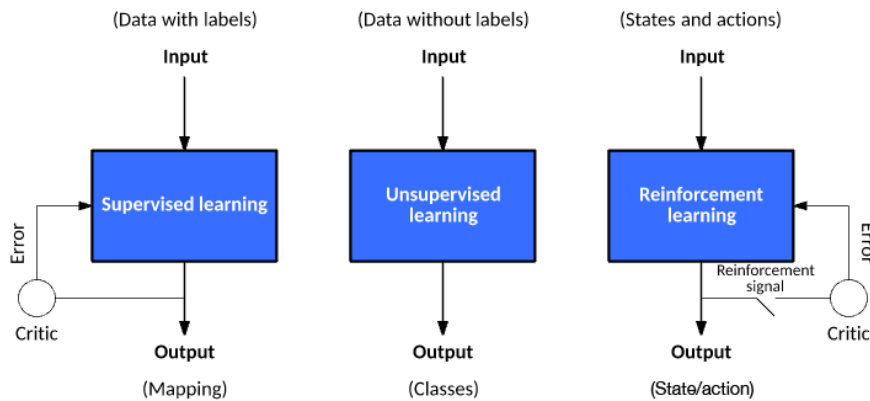 (Data with labels)
Input
Supervised learning
Error
Critic
Output
(Mapping)
(Data without labels)
Input
Unsupervised
learning
Output
(Classes)
(States and actions)
Input
Reinforcement
learning
Reinforcement
signal
Error
Critic
Output
(State/action)